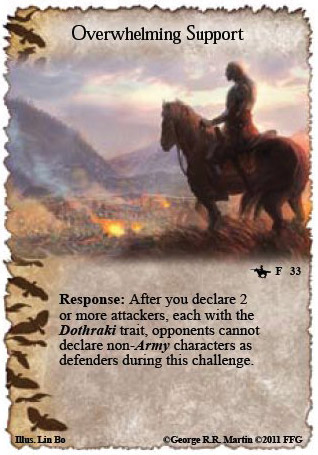 Overwhelming Support
F 33
Response: After you declare 2
or more attackers, each with the
Dothraki trait, opponents cannot
declare non-Army characters as
defenders during this challenge.
Illus. Lin Bo
©George R.R. Martin ©2011 FFG